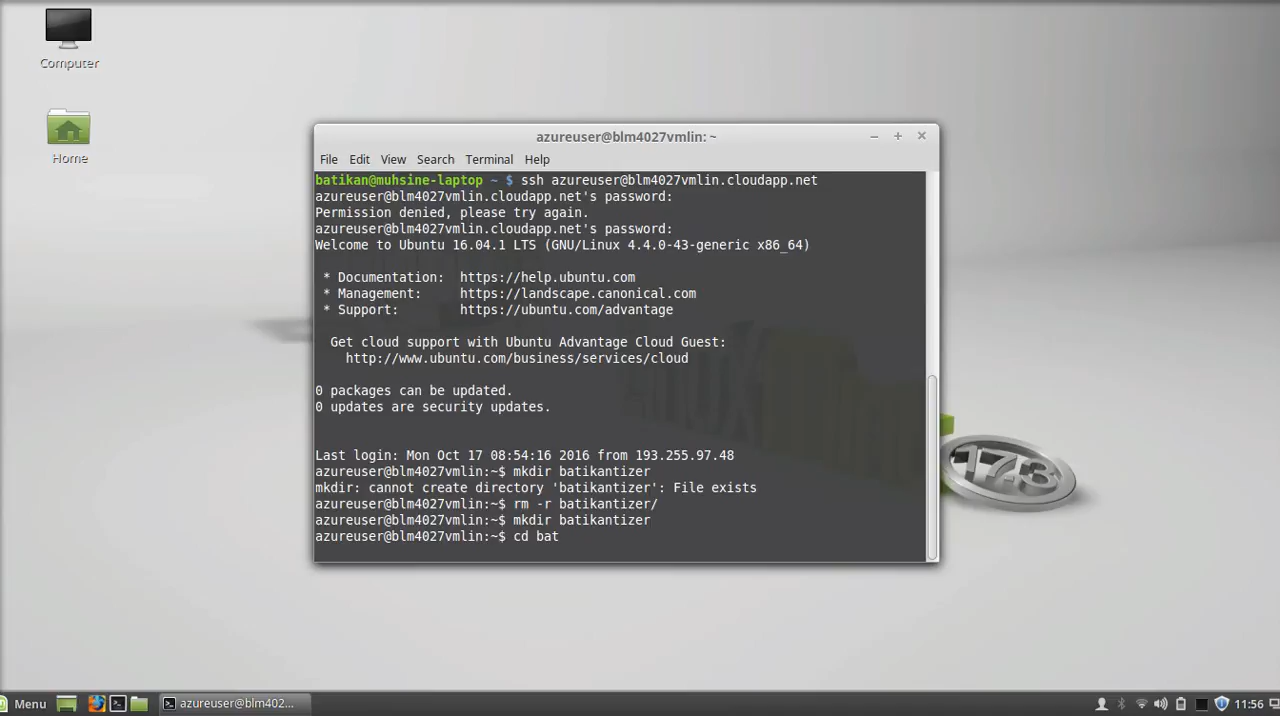 Computer
Home
azureuser@blm4027vmlin: ~
File Edit View Search Terminal Help
batikan@muhsine-laptop ~ $ ssh azureuser@blm4027vmlin.cloudapp.net
azureuser@blm4027vmlin.cloudapp.net's password:
Permission denied, please try again.
azureuser@blm4027vmlin.cloudapp.net's password:
Welcome to Ubuntu 16.04.1 LTS (GNU/Linux 4.4.0-43-generic x86_64)
* Documentation: https://help.ubuntu.com
* Management: https://landscape.canonical.com
* Support: https://ubuntu.com/advantage
Get cloud support with Ubuntu Advantage Cloud Guest:
http://www.ubuntu.com/business/services/cloud
0 packages can be updated.
0 updates are security updates.
Last login: Mon Oct 17 08:54:16 2016 from 193.255.97.48
azureuser@blm4027vmlin:~$ mkdir batikantizer
mkdir: cannot create directory 'batikantizer': File exists
azureuser@blm4027vmlin:~$ rm -r batikantizer/
azureuser@blm4027vmlin:~$ mkdir batikantizer
azureuser@blm4027vmlin:~$ cd bat
17.3
Menu
azureuser@blm402...
11:56